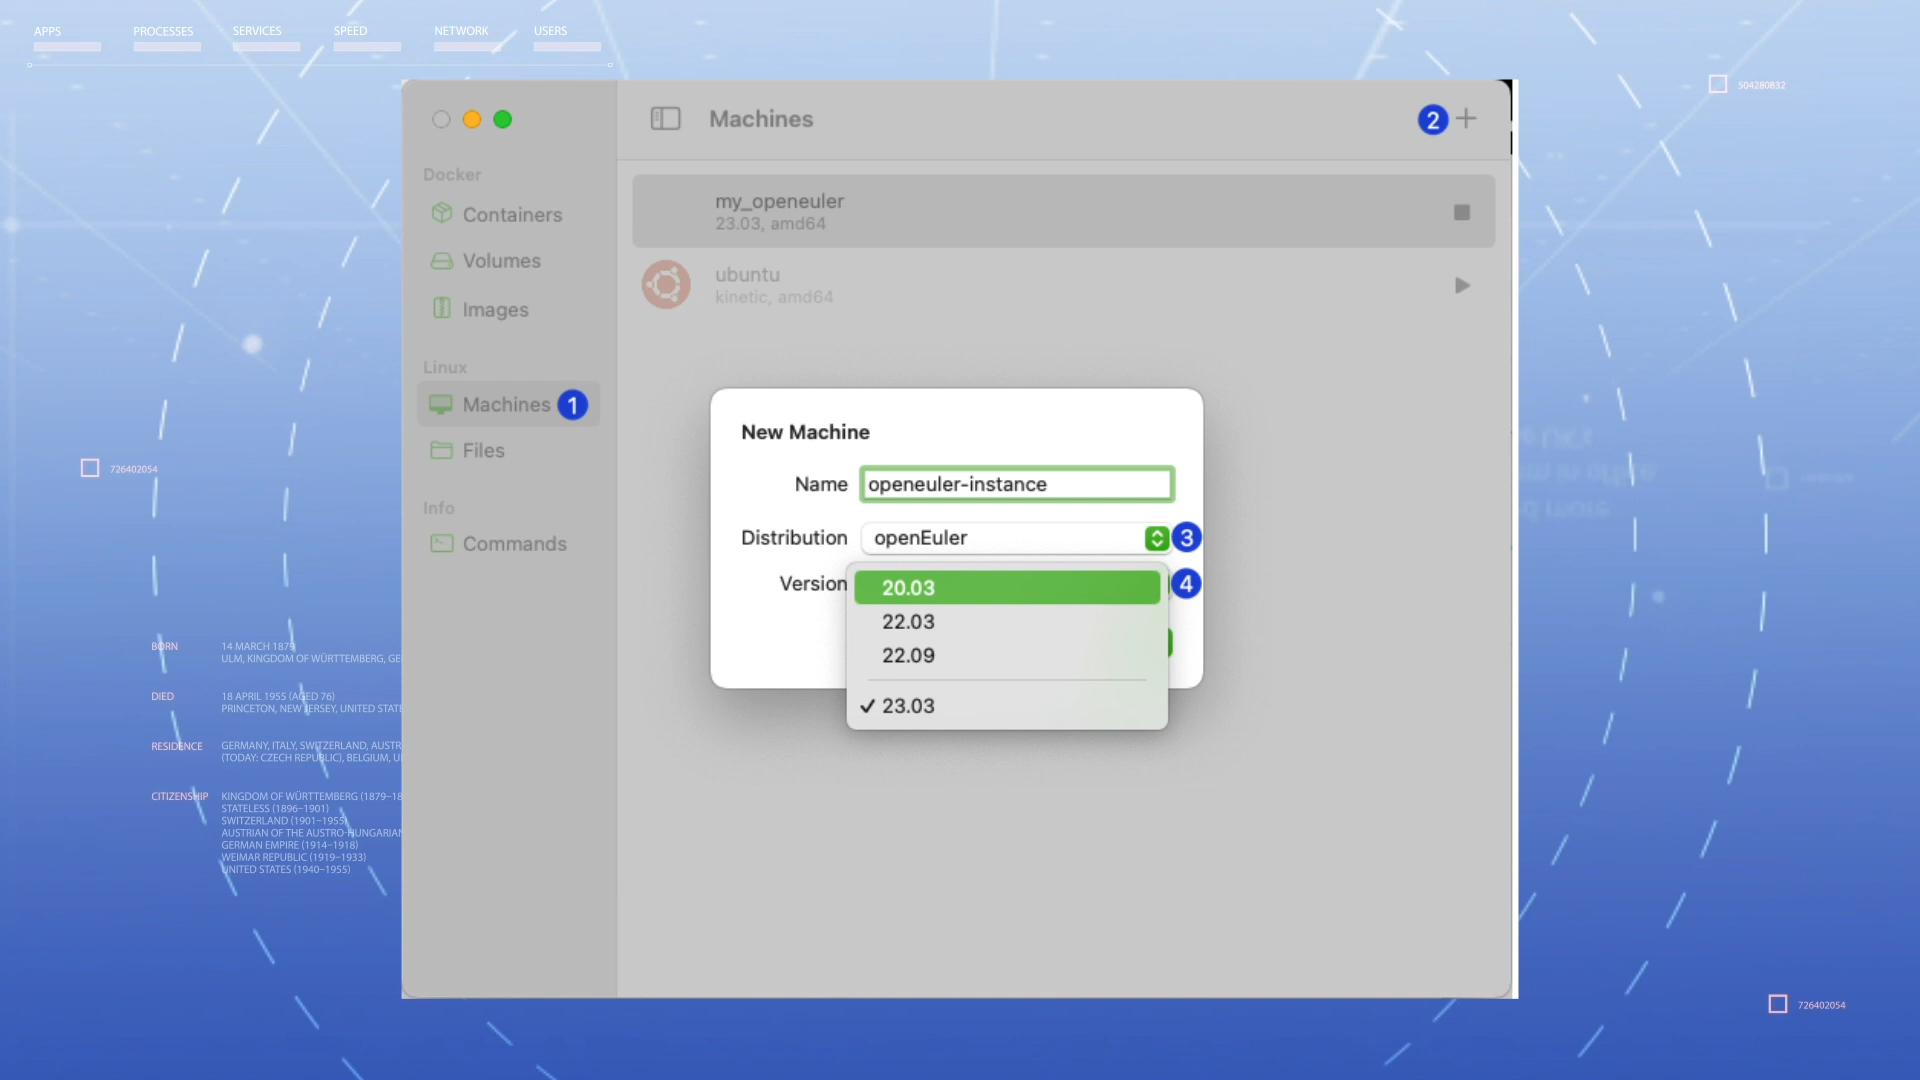 APPS
PROCESSES
SERVICES
SPEED
NETWORK
USERS
504280832
Machines
2
Docker
Containers
Volumes
Images
Linux
Machines
1
Files
Info
Commands
my_openeuler
23.03, amd64
ubuntu
kinetic, amd64
New Machine
Name
openeuler-instance
Distribution
openEuler
3
Version
4
20.03
22.03
22.09
✓ 23.03
726402054
BORN
14 MARCH 1879
ULM, KINGDOM OF WÜRTTEMBERG, GE
DIED
18 APRIL 1955 (AGED 76)
PRINCETON, NEW JERSEY, UNITED STATE
RESIDENCE
GERMANY, ITALY, SWITZERLAND, AUSTR
(TODAY: CZECH REPUBLIC), BELGIUM, U
CITIZENSHIP
KINGDOM OF WÜRTTEMBERG (1879–18
STATELESS (1896–1901)
SWITZERLAND (1901–1955)
AUSTRIAN OF THE AUSTRO-HUNGARIAN
GERMAN EMPIRE (1914–1918)
WEIMAR REPUBLIC (1919–1933)
UNITED STATES (1940–1955)
726402054